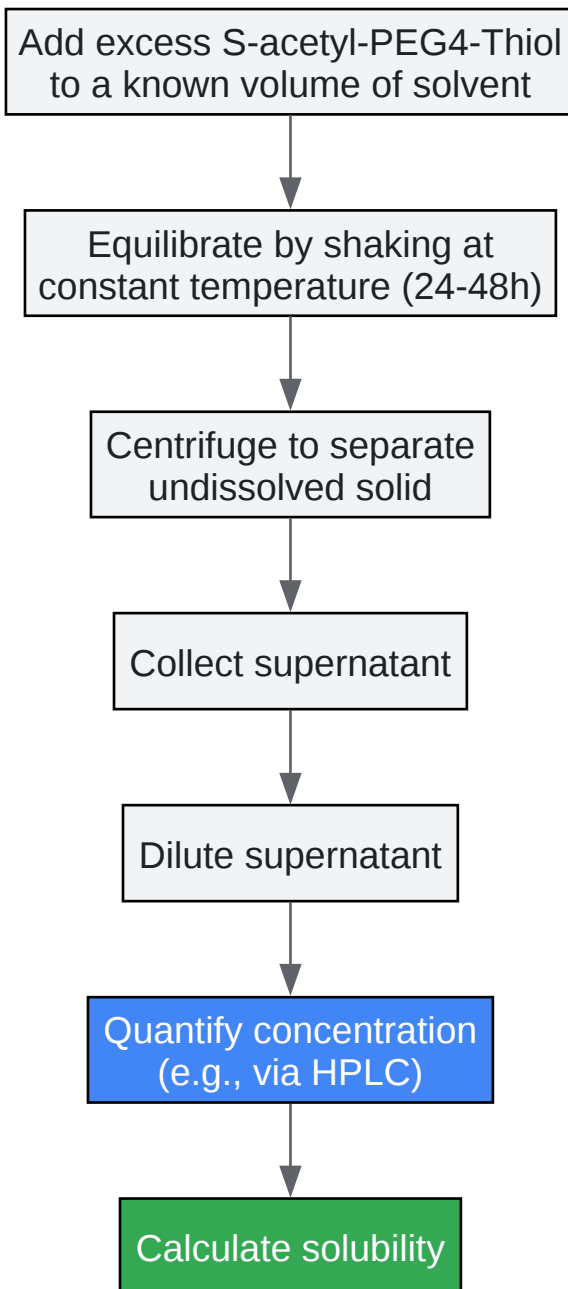 Add excess S-acetyl-PEG4-Thiol
to a known volume of solvent
Equilibrate by shaking at
constant temperature (24-48h)
Centrifuge to separate
undissolved solid
Collect supernatant
Dilute supernatant
Quantify concentration
(e.g., via HPLC)
Calculate solubility